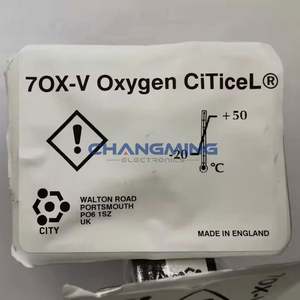 7OX-V Oxygen CiTiceL®
+50
CHANGMING
ELECTRONICS
-20
°C
WALTON ROAD
PORTSMOUTH
PO6 1SZ
UK
CITY
MADE IN ENGLAND